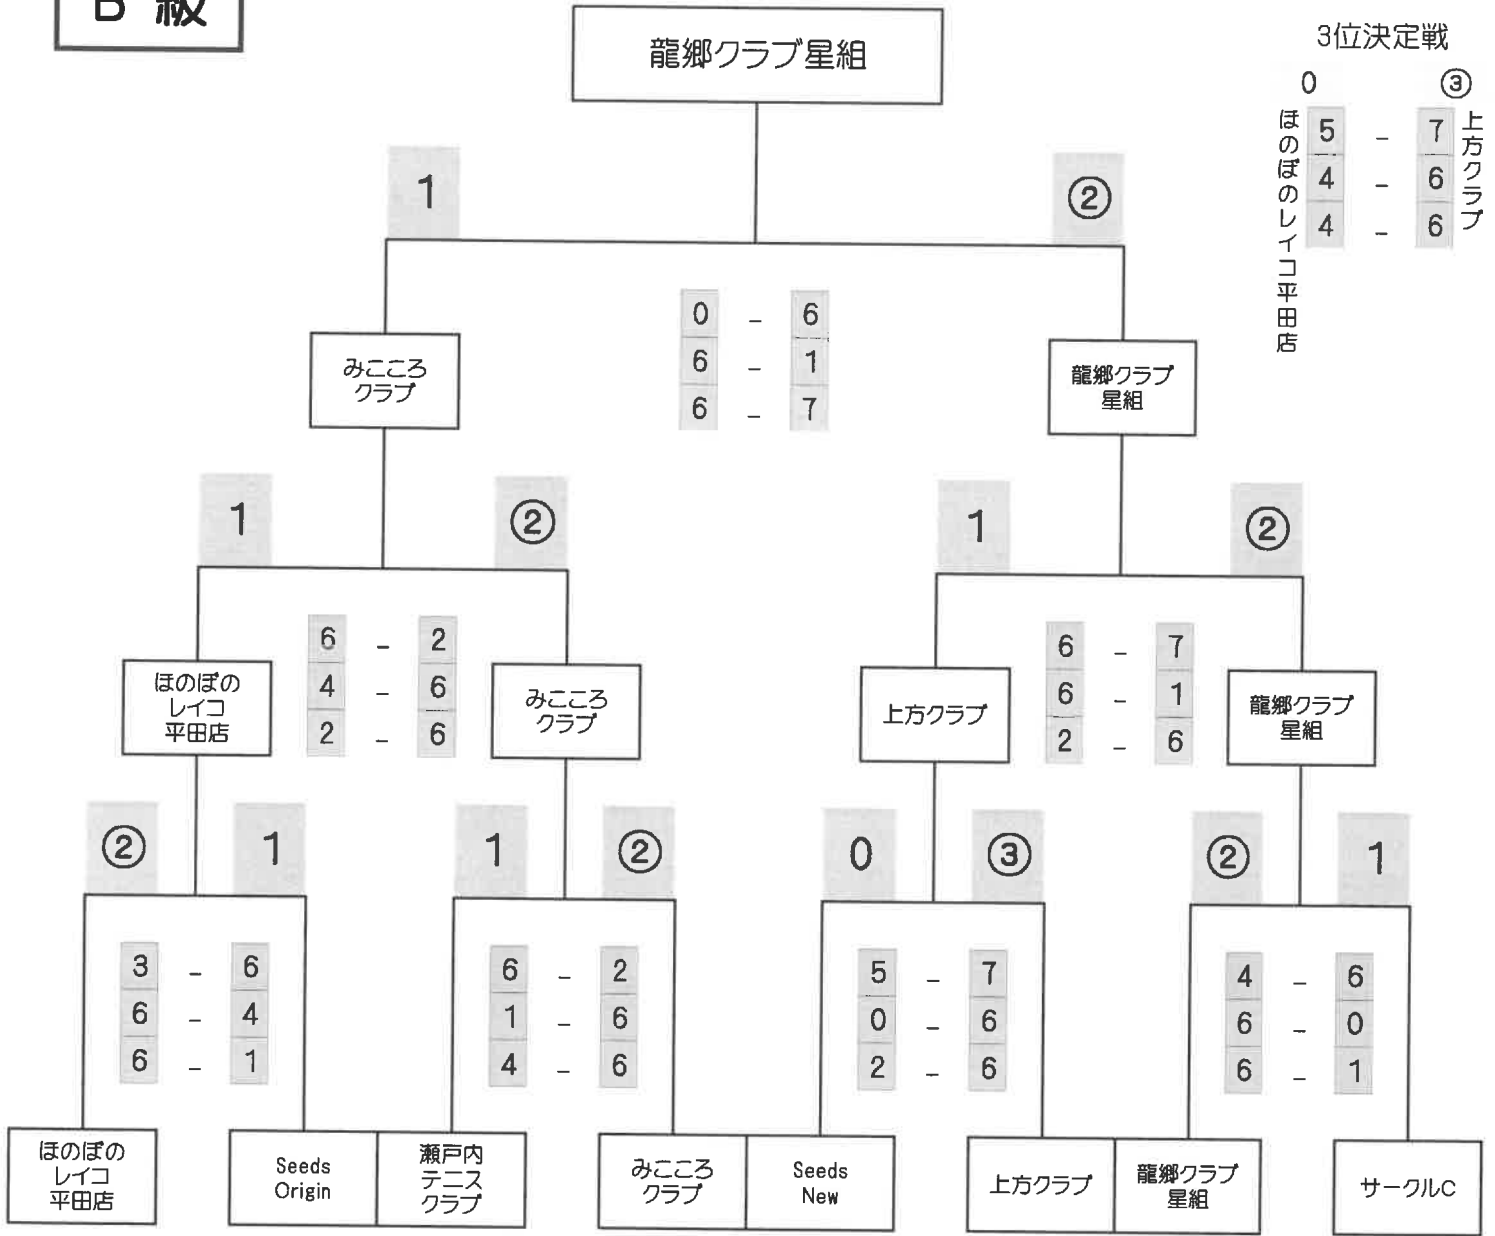 B 級
龍郷クラブ星組
3位決定戦
0 ③
ほのぼのレイコ平田店
5 - 7
4 - 6
4 - 6
上方クラブ
1 ②
0 - 6
6 - 1
6 - 7
みこころ
クラブ
龍郷クラブ
星組
1 ② 1 ②
6 - 2
4 - 6
2 - 6
6 - 7
6 - 1
2 - 6
ほのぼの
レイコ
平田店
みこころ
クラブ
上方クラブ
龍郷クラブ
星組
② 1 1 ② 0 ③ ② 1
3 - 6
6 - 4
6 - 1
6 - 2
1 - 6
4 - 6
5 - 7
0 - 6
2 - 6
4 - 6
6 - 0
6 - 1
ほのぼの
レイコ
平田店
Seeds
Origin
瀬戸内
テニス
クラブ
みこころ
クラブ
Seeds
New
上方クラブ
龍郷クラブ
星組
サークルC